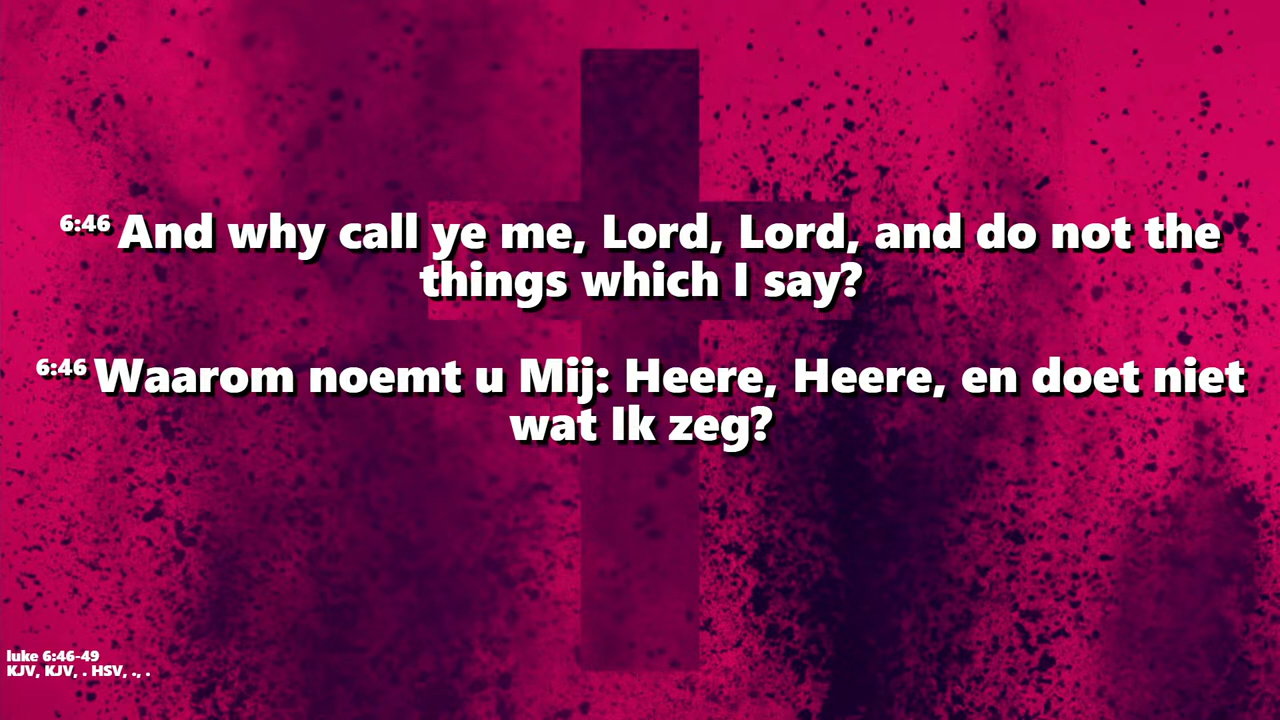 6:46 And why call ye me, Lord, Lord, and do not the
things which I say?
6:46 Waarom noemt u Mij: Heere, Heere, en doet niet
wat Ik zeg?
luke 6:46-49
KJV, KJV, . HSV, ., .